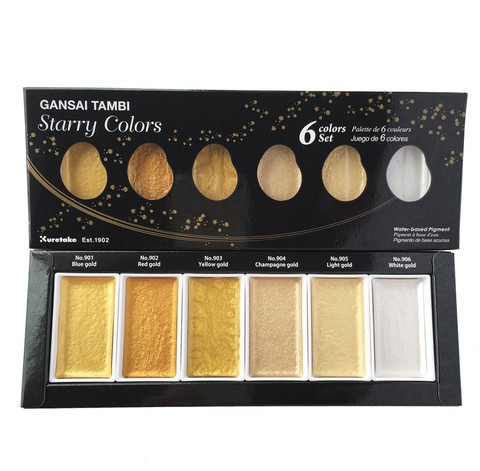 GANSAI TAMBI
Starry Colors
6 colors Set
Palette de 6 couleurs
Juego de 6 colores
Kuretake Est.1902
Water-based Pigment
Pigment à base d'eau
Pigmento de base acuosa
No.901 Blue gold
No.902 Red gold
No.903 Yellow gold
No.904 Champagne gold
No.905 Light gold
No.906 White gold